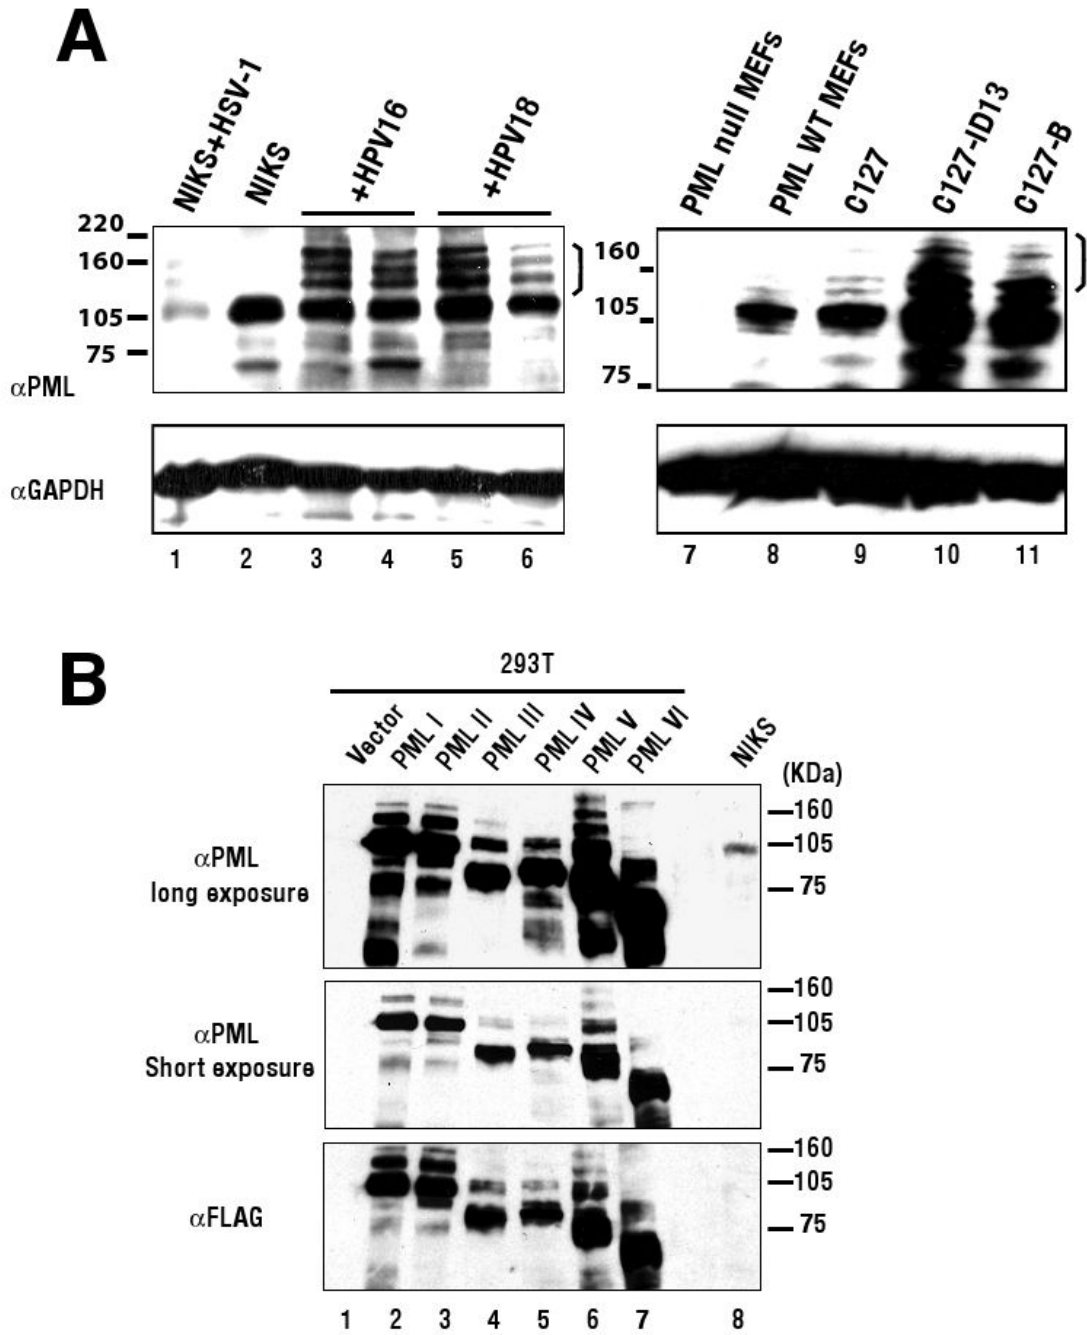 A
NIKS+HSV-1
NIKS
+HPV16
+HPV18
PML null MEFs
PML WT MEFs
C127
C127-ID13
C127-B
220
160
105
75
160
105
75
αPML
αGAPDH
1 2 3 4 5 6
7 8 9 10 11
B
293T
Vector
PML I
PML II
PML III
PML IV
PML V
PML VI
NIKS
(KDa)
αPML
long exposure
160
105
75
αPML
Short exposure
160
105
75
αFLAG
160
105
75
1 2 3 4 5 6 7 8